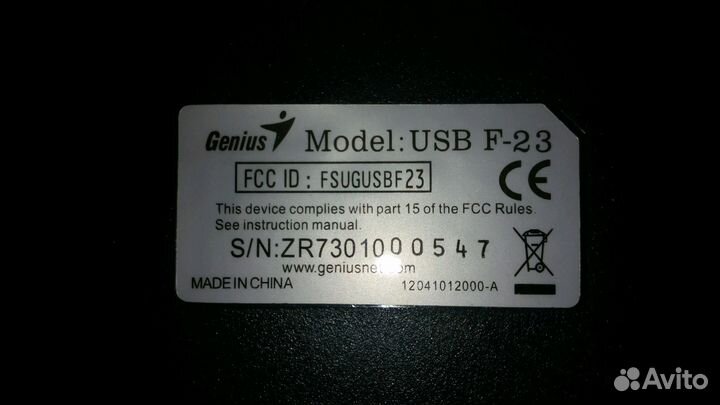 Genius Model: USB F-23
FCC ID : FSUGUSBF23
This device complies with part 15 of the FCC Rules.
See instruction manual.
S/N:ZR7301000547
www.geniusnet.com
MADE IN CHINA 12041012000-A
Avito